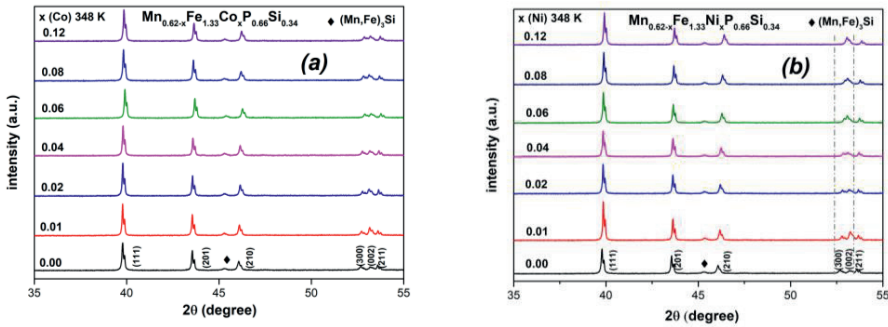 x (Co) 348 K Mn₀.₆₂₋ₓFe₁.₃₃CoₓP₀.₆₆Si₀.₃₄ ♦ (Mn,Fe)₃Si
0.12
(a)
0.08
0.06
0.04
0.02
0.01
0.00
(111)
(201)
♦
(210)
(300)
(002)
(211)
35 40 45 50 55
2θ (degree)
intensity (a.u.)
x (Ni) 348 K Mn₀.₆₂₋ₓFe₁.₃₃NiₓP₀.₆₆Si₀.₃₄ ♦ (Mn,Fe)₃Si
0.12
(b)
0.08
0.06
0.04
0.02
0.01
0.00
(111)
(201)
♦
(210)
(300)
(002)
(211)
35 40 45 50 55
2θ (degree)
intensity (a.u.)